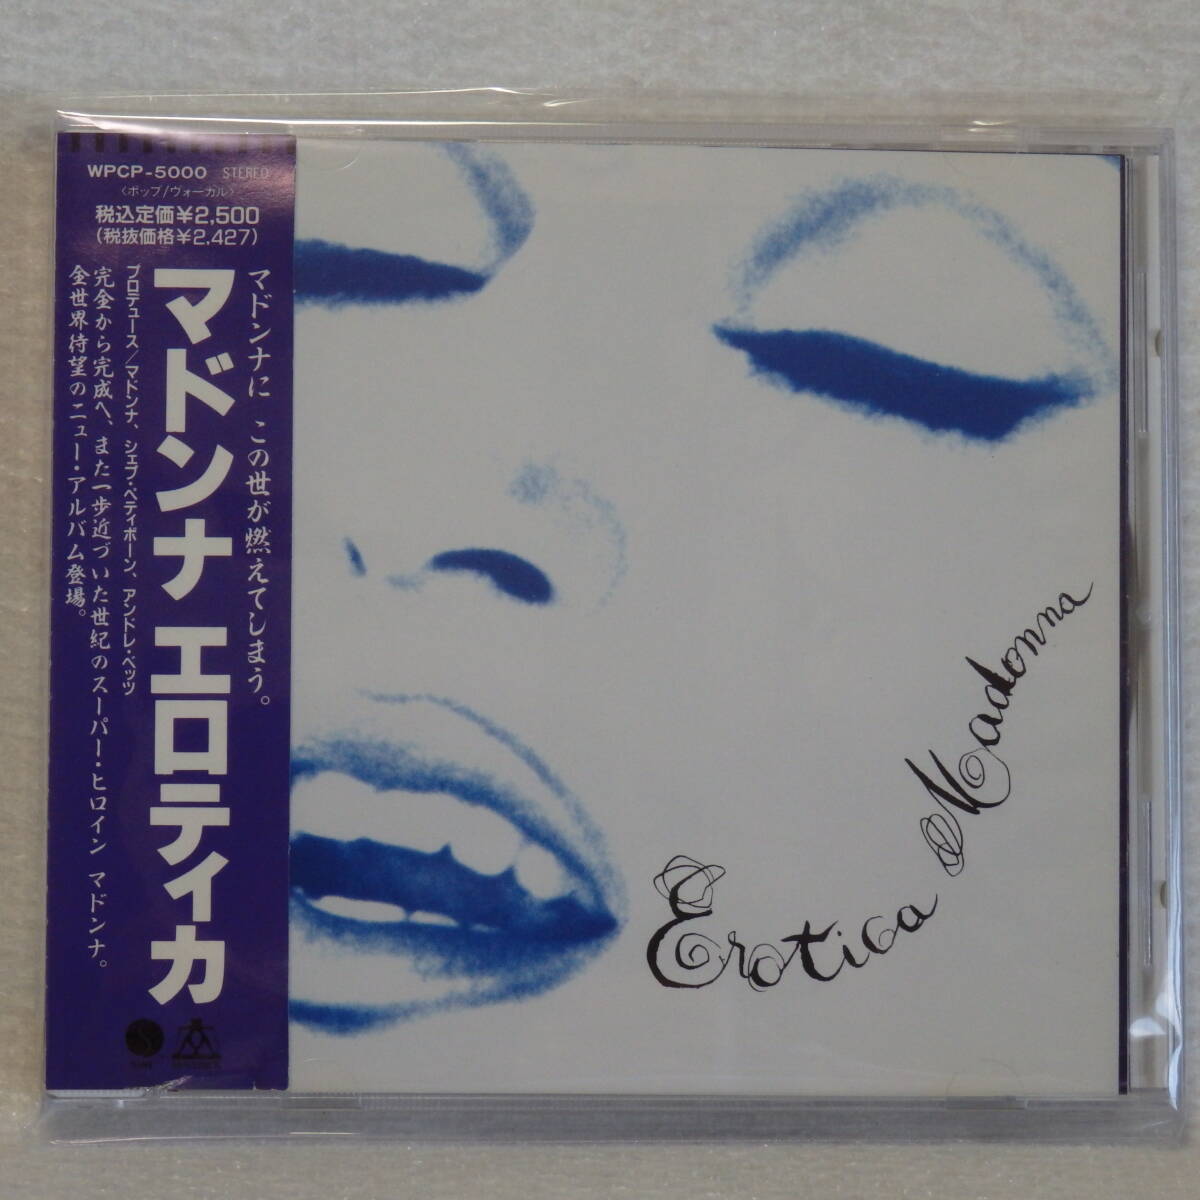 WPCP-5000 STEREO
〈ポップ/ヴォーカル〉
税込定価¥2,500
(税抜価格¥2,427)
マドンナに この世が燃えてしまう。
マドンナ エロティカ
プロデュース/マドンナ、シェプ・ペティボーン、アンドレ・ベッツ
完全から完成へ、また一歩近づいた世紀のスーパー・ヒロイン マドンナ。
全世界待望のニュー・アルバム登場。
Erotica Madonna